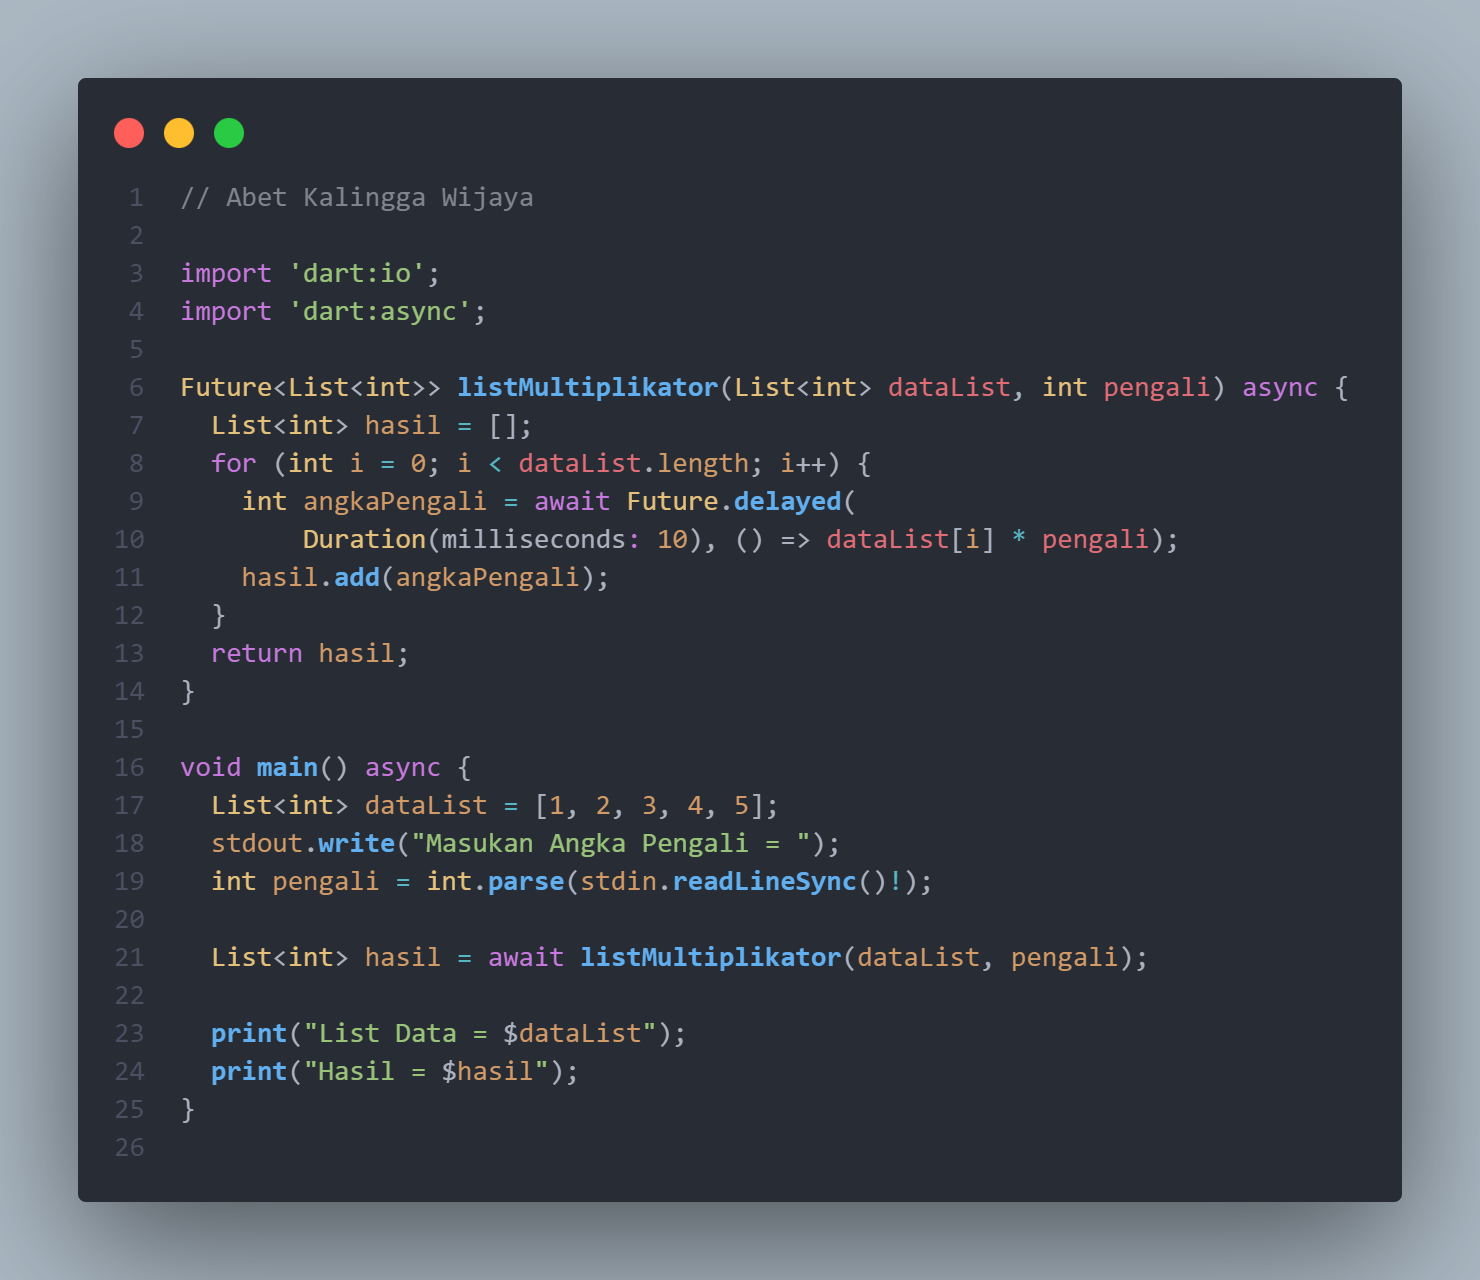 1 // Abet Kalingga Wijaya
2
3 import 'dart:io';
4 import 'dart:async';
5
6 Future<List<int>> listMultiplikator(List<int> dataList, int pengali) async {
7   List<int> hasil = [];
8   for (int i = 0; i < dataList.length; i++) {
9     int angkaPengali = await Future.delayed(
10         Duration(milliseconds: 10), () => dataList[i] * pengali);
11     hasil.add(angkaPengali);
12   }
13   return hasil;
14 }
15
16 void main() async {
17   List<int> dataList = [1, 2, 3, 4, 5];
18   stdout.write("Masukan Angka Pengali = ");
19   int pengali = int.parse(stdin.readLineSync()!);
20
21   List<int> hasil = await listMultiplikator(dataList, pengali);
22
23   print("List Data = $dataList");
24   print("Hasil = $hasil");
25 }
26